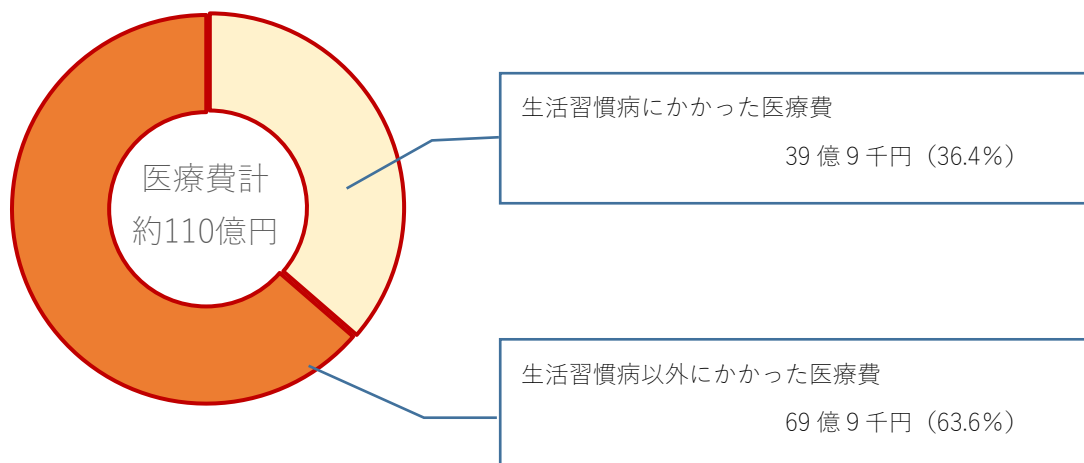 医療費計
約110億円
生活習慣病にかかった医療費
39 億 9 千円（36.4％）
生活習慣病以外にかかった医療費
69 億 9 千円（63.6％）